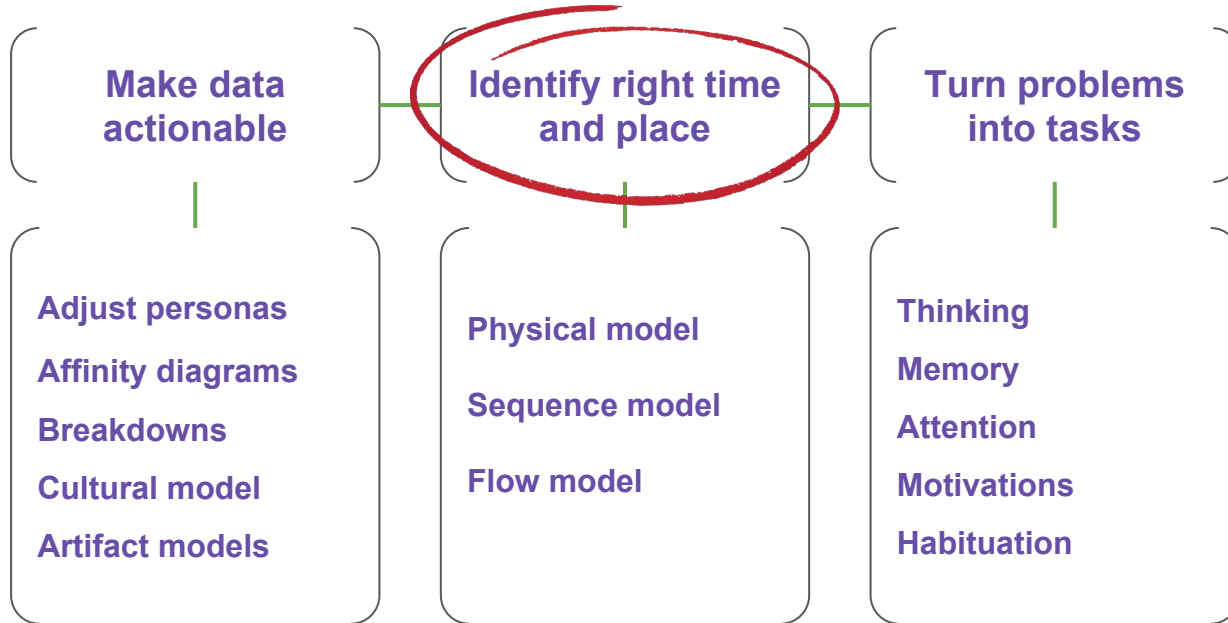 Make data
actionable
Identify right time
and place
Turn problems
into tasks
Adjust personas
Affinity diagrams
Breakdowns
Cultural model
Artifact models
Physical model
Sequence model
Flow model
Thinking
Memory
Attention
Motivations
Habituation